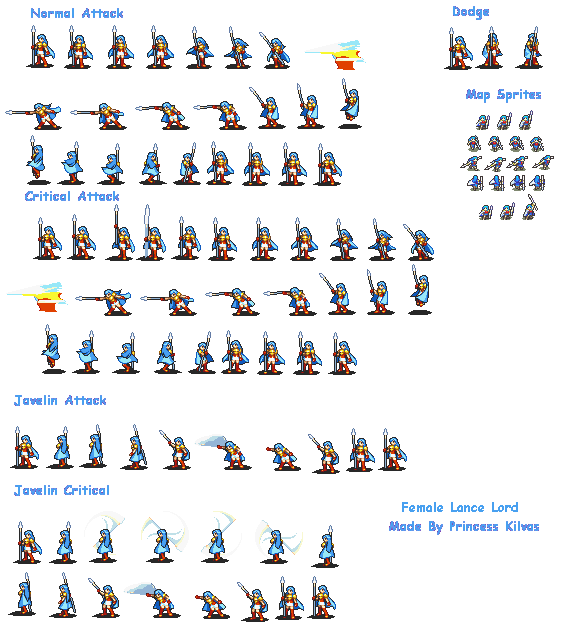 Normal Attack
Dodge
Map Sprites
Critical Attack
Javelin Attack
Javelin Critical
Female Lance Lord
Made By Princess Kilvas